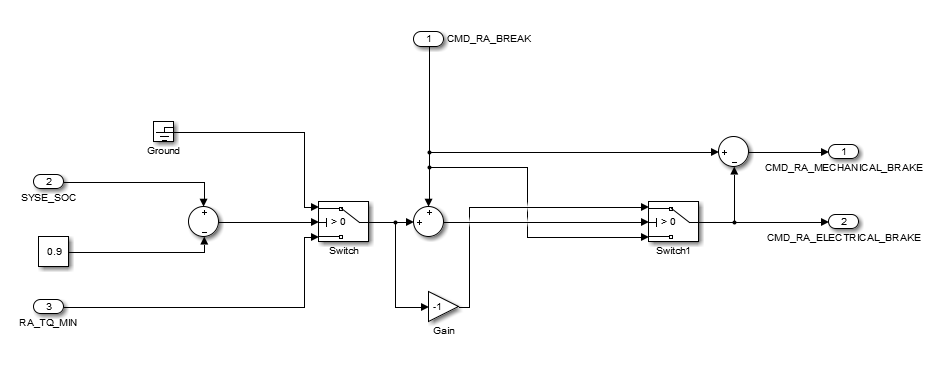 1
CMD_RA_BREAK
Ground
2
SYSE_SOC
+
−
0.9
3
RA_TQ_MIN
> 0
Switch
+
+
-1
Gain
> 0
Switch1
+
−
1
CMD_RA_MECHANICAL_BRAKE
2
CMD_RA_ELECTRICAL_BRAKE